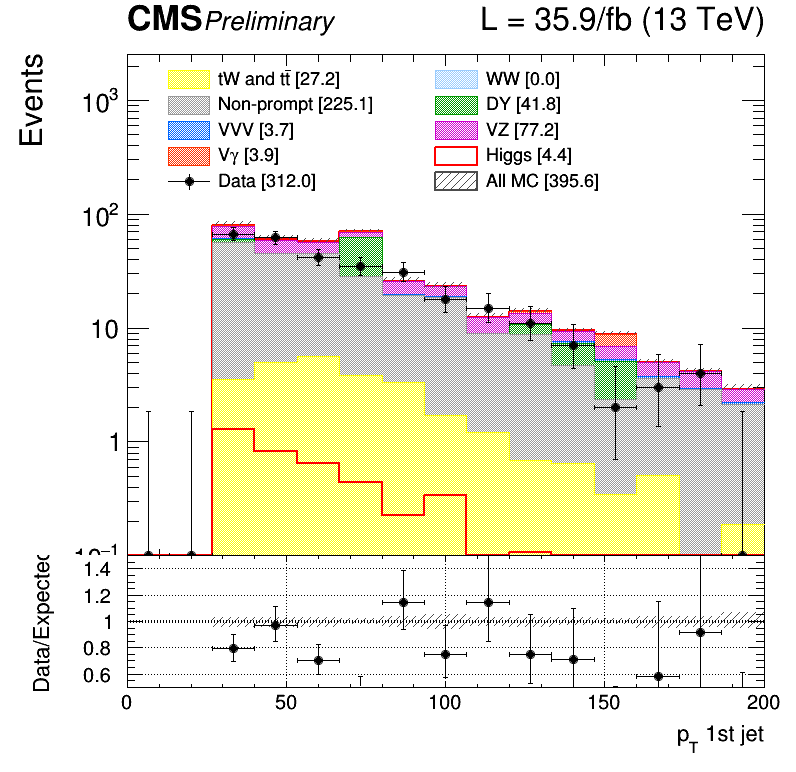 CMS Preliminary L = 35.9/fb (13 TeV)
Events
tW and tt̄ [27.2] WW [0.0]
Non-prompt [225.1] DY [41.8]
VVV [3.7] VZ [77.2]
Vγ [3.9] Higgs [4.4]
Data [312.0] All MC [395.6]
10³
10²
10
1
10⁻¹
Data/Expected
1.4
1.2
1
0.8
0.6
0 50 100 150 200
p_T 1st jet